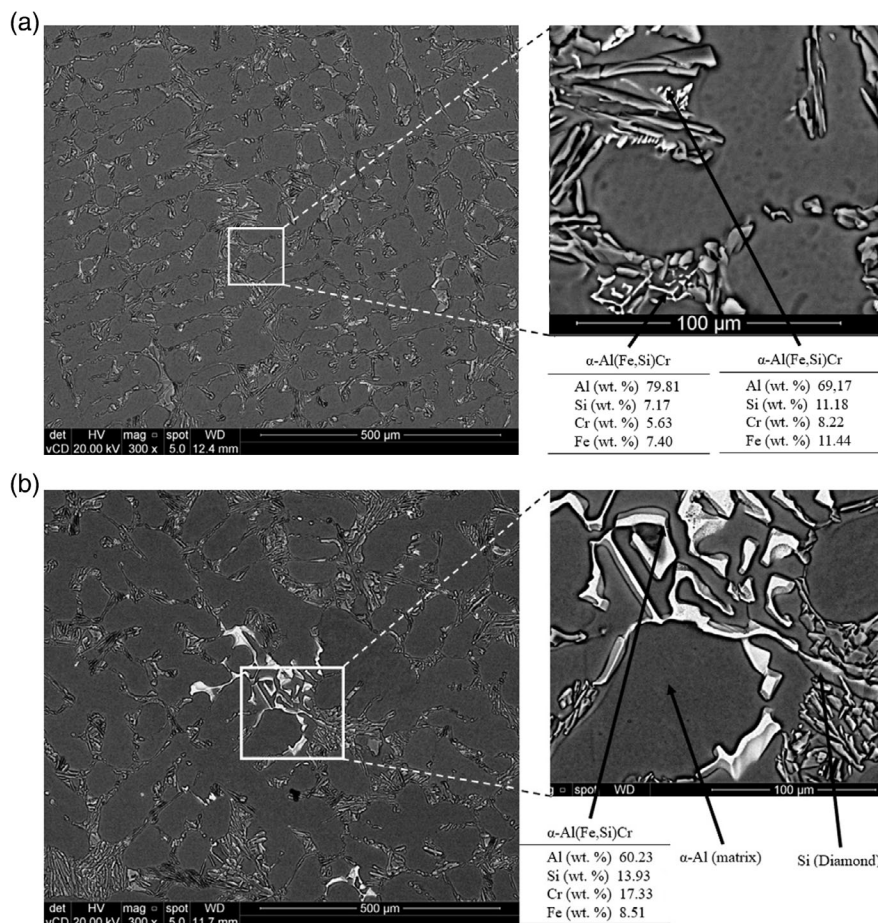 (a)
100 µm
α-Al(Fe,Si)Cr
Al (wt. %) 79.81
Si (wt. %) 7.17
Cr (wt. %) 5.63
Fe (wt. %) 7.40
α-Al(Fe,Si)Cr
Al (wt. %) 69,17
Si (wt. %) 11.18
Cr (wt. %) 8.22
Fe (wt. %) 11.44
det HV mag □ spot WD
vCD 20.00 kV 300 x 5.0 12.4 mm
500 µm
(b)
spot WD
100 µm
α-Al(Fe,Si)Cr
Al (wt. %) 60.23
Si (wt. %) 13.93
Cr (wt. %) 17.33
Fe (wt. %) 8.51
α-Al (matrix)
Si (Diamond)
det HV mag □ spot WD
vCD 20.00 kV 300 x 5.0 11.7 mm
500 µm